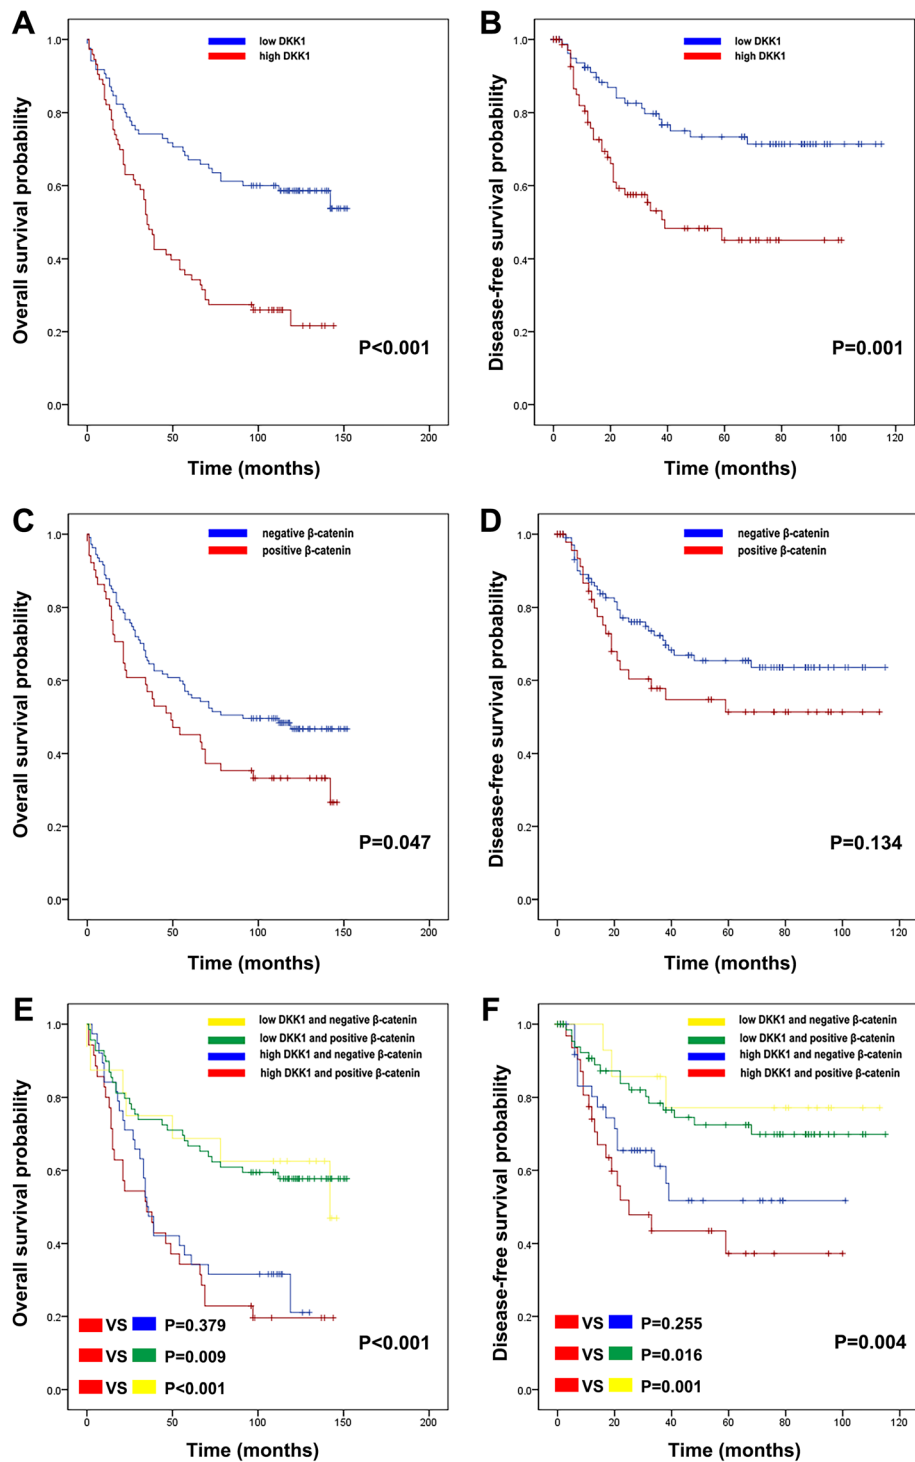 A
low DKK1
high DKK1
Overall survival probability
1.0
0.8
0.6
0.4
0.2
0.0
P<0.001
0 50 100 150 200
Time (months)
B
low DKK1
high DKK1
Disease-free survival probability
1.0
0.8
0.6
0.4
0.2
0.0
P=0.001
0 20 40 60 80 100 120
Time (months)
C
negative β-catenin
positive β-catenin
Overall survival probability
1.0
0.8
0.6
0.4
0.2
0.0
P=0.047
0 50 100 150 200
Time (months)
D
negative β-catenin
positive β-catenin
Disease-free survival probability
1.0
0.8
0.6
0.4
0.2
0.0
P=0.134
0 20 40 60 80 100 120
Time (months)
E
low DKK1 and negative β-catenin
low DKK1 and positive β-catenin
high DKK1 and negative β-catenin
high DKK1 and positive β-catenin
Overall survival probability
1.0
0.8
0.6
0.4
0.2
0.0
VS P=0.379
VS P=0.009
VS P<0.001
P<0.001
0 50 100 150 200
Time (months)
F
low DKK1 and negative β-catenin
low DKK1 and positive β-catenin
high DKK1 and negative β-catenin
high DKK1 and positive β-catenin
Disease-free survival probability
1.0
0.8
0.6
0.4
0.2
0.0
VS P=0.255
VS P=0.016
VS P=0.001
P=0.004
0 20 40 60 80 100 120
Time (months)